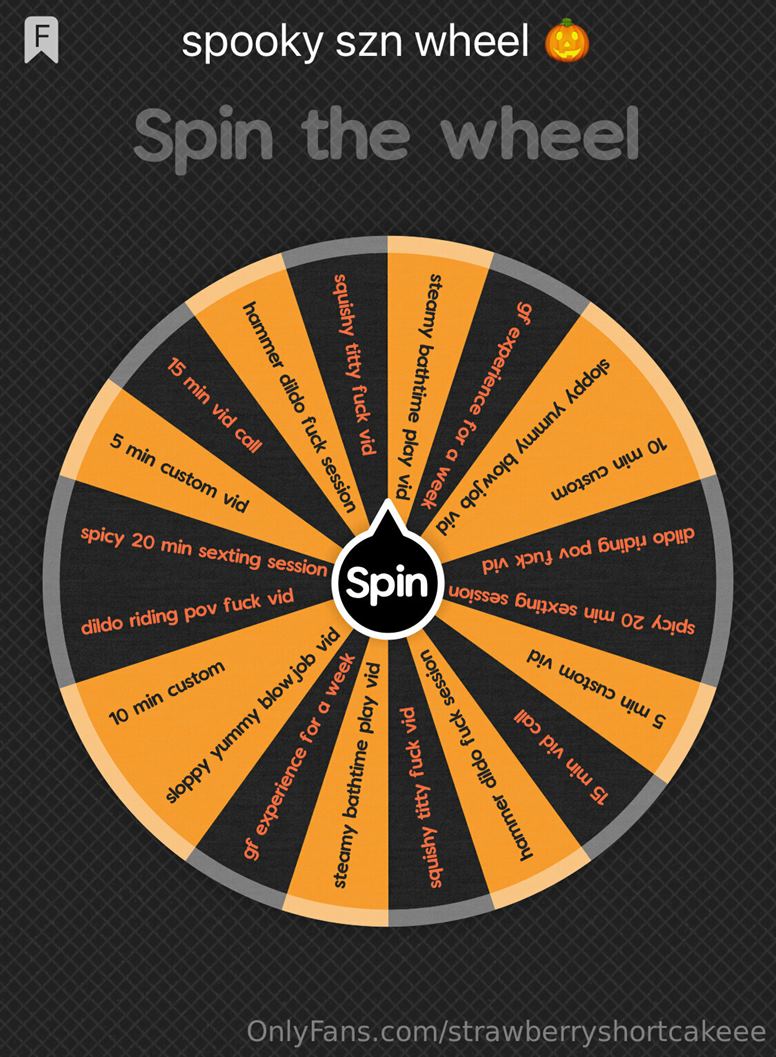 F
spooky szn wheel 🎃
Spin the wheel
steamy bathtime play vid
gf experience for a week
sloppy yummy blowjob vid
10 min custom
dildo riding pov fuck vid
spicy 20 min sexting session
5 min custom vid
15 min vid call
hammer dildo fuck session
squishy titty fuck vid
steamy bathtime play vid
gf experience for a week
sloppy yummy blowjob vid
10 min custom
dildo riding pov fuck vid
spicy 20 min sexting session
5 min custom vid
15 min vid call
hammer dildo fuck session
squishy titty fuck vid
Spin
OnlyFans.com/strawberryshortcakeee